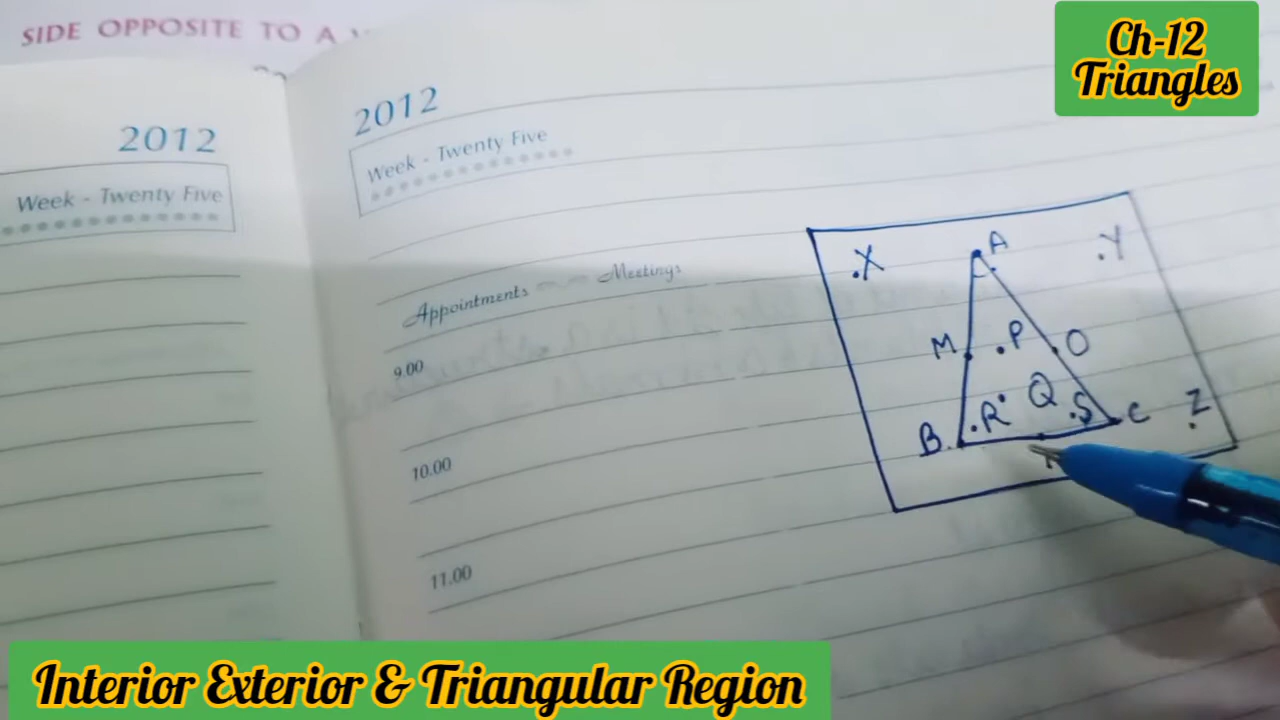 SIDE OPPOSITE TO A
Ch-12
Triangles
2012
Week - Twenty Five
2012
Week - Twenty Five
Appointments
Meetings
9.00
10.00
11.00
X
A
Y
M
P
O
B
R
Q
S
C
Z
Interior Exterior & Triangular Region